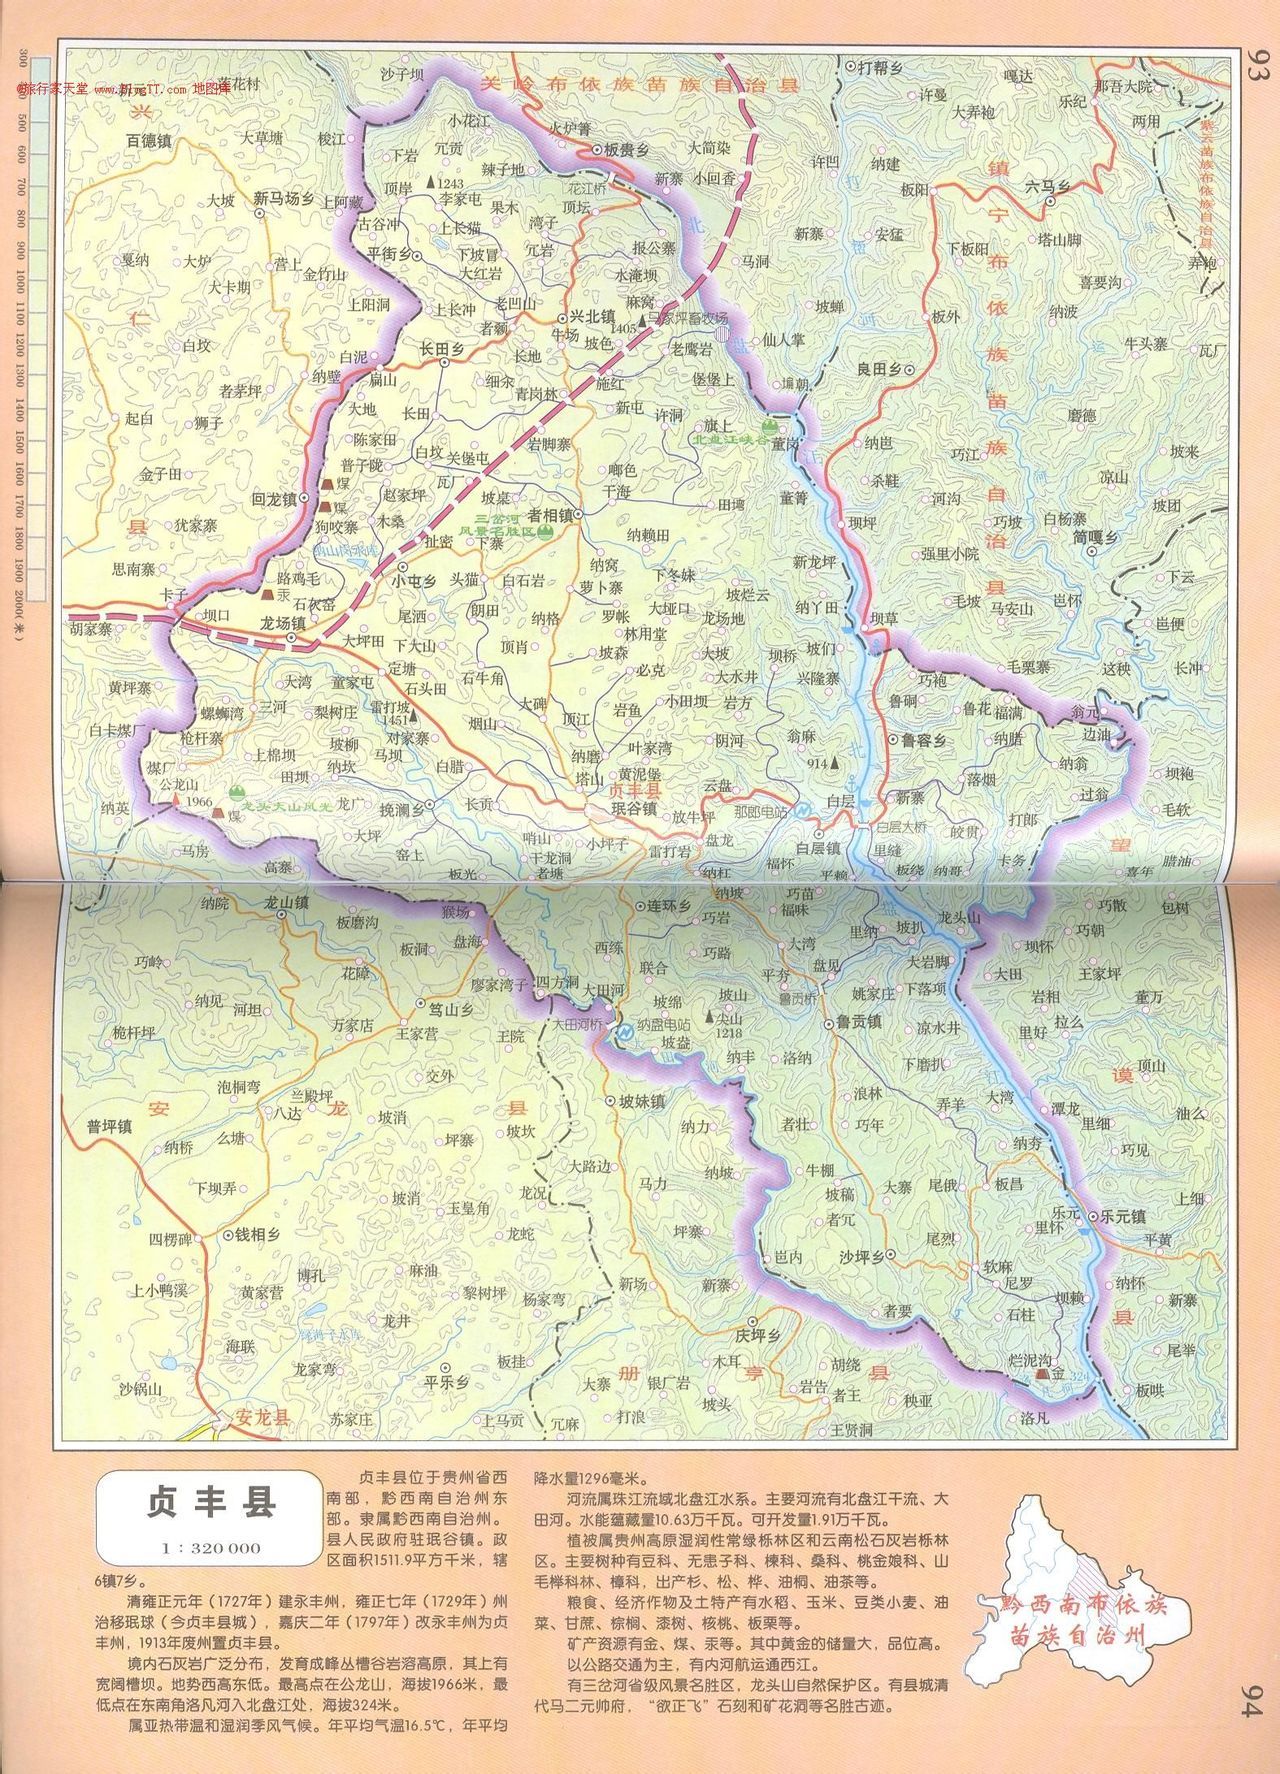 93
@旅行家天堂 www.bbvgTT.com 地图库
莲花村
沙子坝
关岭布依族苗族自治县
打帮乡
嘎达
那吾大院
许曼
乐纪
大弄袍
两用
兴
百德镇
大草塘
梭江
小花江
火炉箐
板贵乡
大简染
下岩
冗贡
辣子地
许凹
纳建
镇
紫云苗族布依族自治县
顶岸
1243
李家屯
花江桥
新寨
小回香
打
板阳
六马乡
大坡
新马场乡
上阿藏
果木
顶坛
古谷冲
上长猫
湾子
北
新寨
安猛
宁
塔山脚
平街乡
下坡冒
冗岩
报公寨
下板阳
戛纳
大炉
营上
金竹山
大红岩
水淹坝
马洞
布
弄袍
大卡期
上阳洞
上长冲
老凹山
麻窝
坡蝉
喜要沟
仁
者颡
兴北镇
马家坪畜牧场
板外
依
纳波
牛场
坡色
1405
盘
仙人掌
白坟
白泥
长田乡
长地
老鹰岩
族
牛头寨
瓦厂
者茅坪
纳壁
扁山
细杂
施红
堡堡上
塘朝
良田乡
苗
大地
长田
青岗林
新屯
许洞
旗上
北盘江峡谷
磨德
起白
狮子
陈家田
岩脚寨
董岗
纳岜
族
坡来
普子陇
白坟
关堡屯
唧色
巧江
金子田
煤
瓦厂
干海
杀鞋
自
凉山
回龙镇
赵家坪
坡桌
者相镇
田塆
董箐
河沟
坡团
煤
木桑
三岔河
风景名胜区
坝坪
巧坡
白杨寨
县
犹家寨
狗咬寨
纳山岗水库
扯密
下寨
纳赖田
治
简嘎乡
强里小院
思南寨
路鸡毛
小屯乡
头猫
白石岩
纳窝
下冬妹
新龙坪
县
下云
汞
萝卜寨
坡烂云
卡子
坝口
石灰窑
尾洒
朗田
纳格
罗帐
大垭口
纳丫田
毛坡
马安山
岜怀
胡家寨
龙场镇
龙场地
坝草
岜便
大坪田
下大山
顶肖
林用堂
坡们
定塘
坡森
大坡
坝桥
毛栗寨
这秧
长冲
黄坪寨
大湾
童家屯
石头田
石牛角
必克
大水井
兴隆寨
巧袍
螺蛳湾
三河
梨树庄
雷打坡
1451
烟山
大碑
顶江
岩鱼
小田坝
岩方
鲁硐
鲁花
福满
翁元
白卡煤厂
枪杆寨
坡柳
对家寨
阴河
翁麻
边油
上棉坝
马坝
纳磨
叶家湾
914
鲁容乡
纳腊
煤厂
田坝
纳坎
白腊
黄泥堡
北
落烟
纳翁
坝袍
公龙山
1966
塔山
贞丰县
云盘
纳英
龙头大山风光
龙广
挽澜乡
长贡
珉谷镇
那郎电站
白层
新寨
过翁
毛软
煤
放牛坪
白层大桥
打郎
大坪
哨山
小坪子
盘龙
白层镇
皎贯
马房
窑上
干龙洞
雷打岩
里缝
望
高寨
板光
老塘
纳杠
福怀
平赖
板绕
纳哥
卡务
喜年
腊油
纳院
龙山镇
猴场
连环乡
纳坡
巧苗
龙头山
巧散
包树
板磨沟
巧岩
福味
里纳
坡扒
盘海
巧朝
板洞
西练
大湾
坝怀
巧岭
花障
联合
巧路
盘见
大岩脚
廖家湾子
四方洞
平夯
大田
王家坪
大田河
鲁贡桥
姚家庄
下落项
纳见
河坦
笃山乡
坡绵
坡山
岩相
董万
大田河桥
尖山
1218
鲁贡镇
凉水井
拉么
桅杆坪
万家店
王家营
王院
纳盘电站
里好
坡盎
纳丰
洛纳
下磨扒
谟
顶山
泡桐弯
交外
坡妹镇
浪林
安
兰殿坪
龙
县
弄羊
大湾
潭龙
油么
八达
坡消
坡坎
纳力
者壮
巧年
里细
普坪镇
么塘
坪寨
纳夯
巧见
纳桥
大路边
纳坡
牛棚
下坝弄
坡消
龙况
马力
坡稿
大寨
尾俄
板昌
上细
玉皇角
者冗
乐元
乐元镇
四楞碑
钱相乡
龙蛇
坪寨
尾烈
里怀
平黄
岜内
沙坪乡
博孔
麻油
新场
新寨
软麻
纳怀
上小鸭溪
黄家营
黎树坪
杨家弯
尼罗
坝赖
新寨
龙井
者要
石柱
县
绿海子水库
庆坪乡
海联
尾举
龙家弯
板挂
木耳
胡绕
烂泥沟
平乐乡
册
亨
县
金
324
沙锅山
大寨
银厂岩
岩告
板哄
者王
秧亚
安龙县
苏家庄
上马贡
冗麻
打浪
坡头
洛凡
王贤洞
贞丰县
1：320 000
贞丰县位于贵州省西
南部，黔西南自治州东
部。隶属黔西南自治州。
县人民政府驻珉谷镇。政
区面积1511.9平方千米，辖
6镇7乡。
清雍正元年（1727年）建永丰州，雍正七年（1729年）州
治移珉球（今贞丰县城），嘉庆二年（1797年）改永丰州为贞
丰州，1913年废州置贞丰县。
境内石灰岩广泛分布，发育成峰丛槽谷岩溶高原，其上有
宽阔槽坝。地势西高东低。最高点在公龙山，海拔1966米，最
低点在东南角洛凡河入北盘江处，海拔324米。
属亚热带温和湿润季风气候。年平均气温16.5℃，年平均
降水量1296毫米。
河流属珠江流域北盘江水系。主要河流有北盘江干流、大
田河。水能蕴藏量10.63万千瓦。可开发量1.91万千瓦。
植被属贵州高原湿润性常绿栎林区和云南松石灰岩栎林
区。主要树种有豆科、无患子科、楝科、桑科、桃金娘科、山
毛榉科林、樟科，出产杉、松、桦、油桐、油茶等。
粮食、经济作物及土特产有水稻、玉米、豆类小麦、油
菜、甘蔗、棕榈、漆树、核桃、板栗等。
矿产资源有金、煤、汞等。其中黄金的储量大，品位高。
以公路交通为主，有内河航运通西江。
有三岔河省级风景名胜区，龙头山自然保护区。有县城清
代马二元帅府，“欲正飞”石刻和矿花洞等名胜古迹。
黔西南布依族
苗族自治州
94
300
500
600
700
800
900
1000
1100
1200
1300
1400
1500
1600
1700
1800
1900
2000(米)